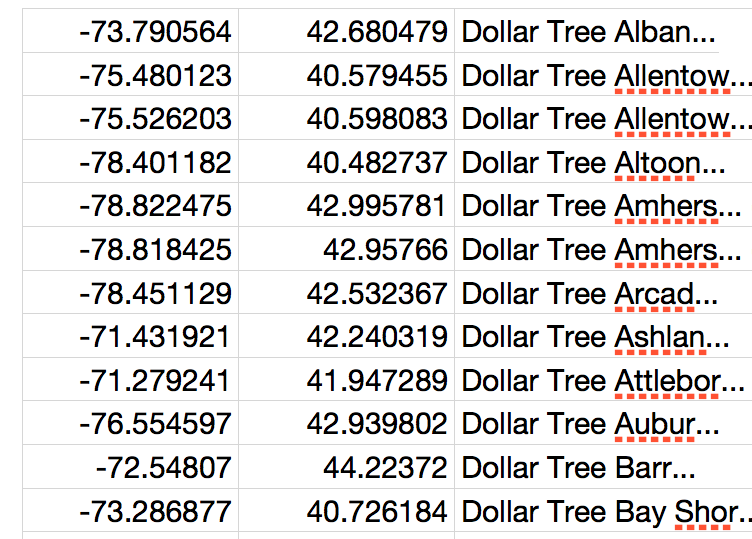 -73.790564 42.680479 Dollar Tree Alban...
-75.480123 40.579455 Dollar Tree Allentow...
-75.526203 40.598083 Dollar Tree Allentow...
-78.401182 40.482737 Dollar Tree Altoon...
-78.822475 42.995781 Dollar Tree Amhers...
-78.818425 42.95766 Dollar Tree Amhers...
-78.451129 42.532367 Dollar Tree Arcad...
-71.431921 42.240319 Dollar Tree Ashlan...
-71.279241 41.947289 Dollar Tree Attlebor...
-76.554597 42.939802 Dollar Tree Aubur...
-72.54807 44.22372 Dollar Tree Barr...
-73.286877 40.726184 Dollar Tree Bay Shor..